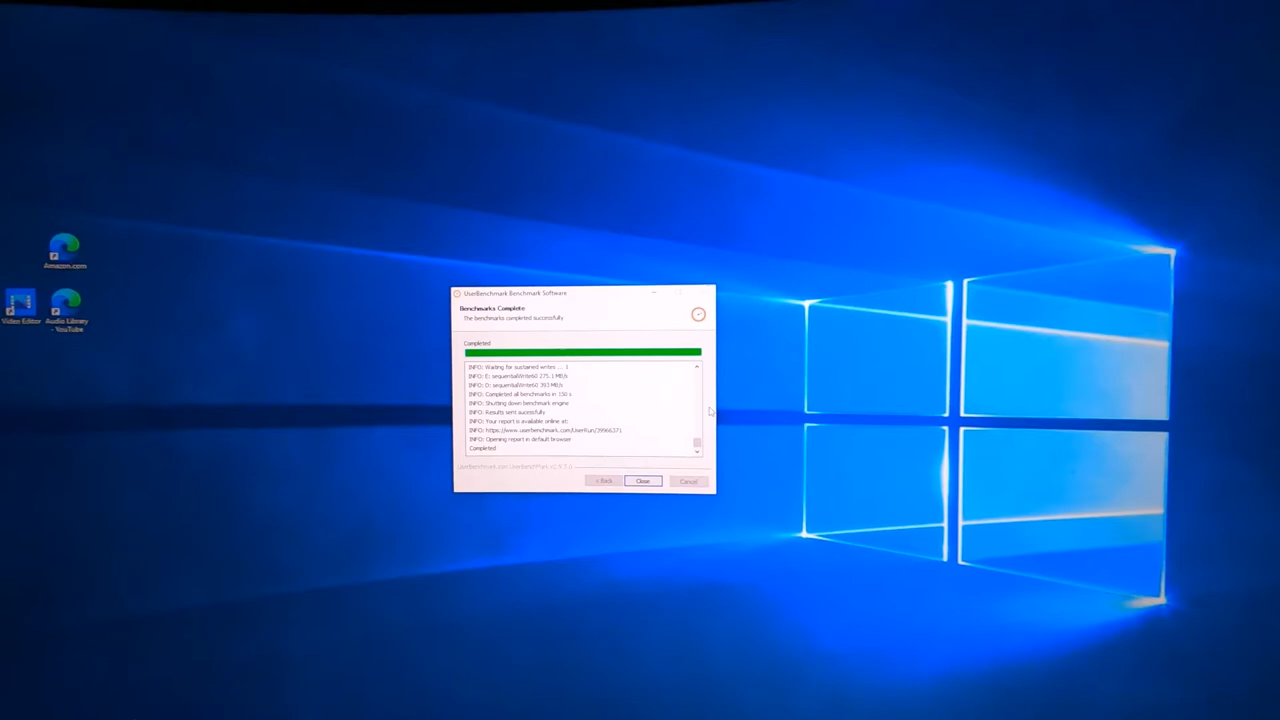 Amazon.com
Video Editor
Audio Library
- YouTube
UserBenchmark Benchmark Software
Benchmarks Complete
The benchmarks completed successfully
Completed
INFO: Waiting for sustained writes ... 1
INFO: E: sequentialWrite60 275.1 MB/s
INFO: D: sequentialWrite60 393 MB/s
INFO: Completed all benchmarks in 150 s
INFO: Shutting down benchmark engine
INFO: Results sent successfully
INFO: Your report is available online at:
INFO: https://www.userbenchmark.com/UserRun/39966371
INFO: Opening report in default browser
Completed
< Back
Close
Cancel